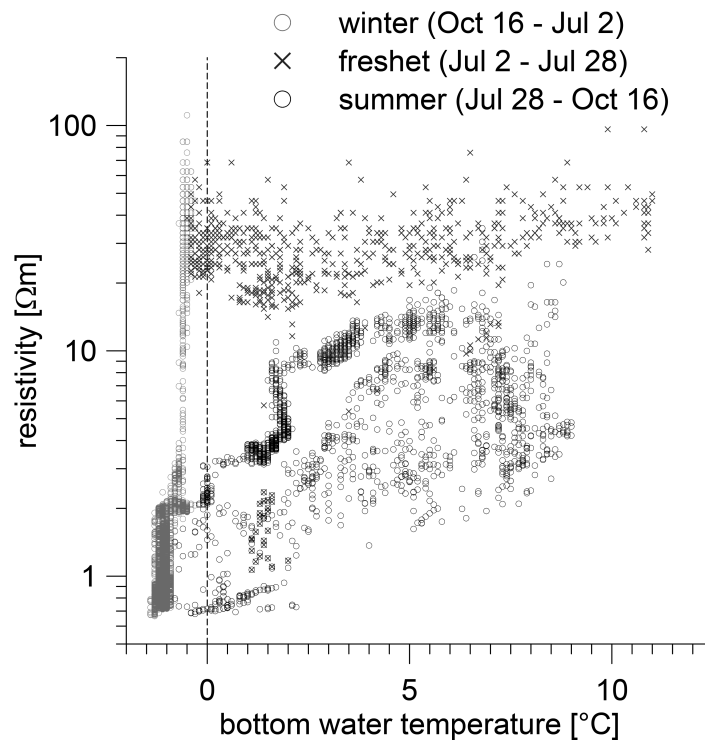 winter (Oct 16 - Jul 2)
freshet (Jul 2 - Jul 28)
summer (Jul 28 - Oct 16)
100
10
1
resistivity [Ωm]
0 5 10
bottom water temperature [°C]